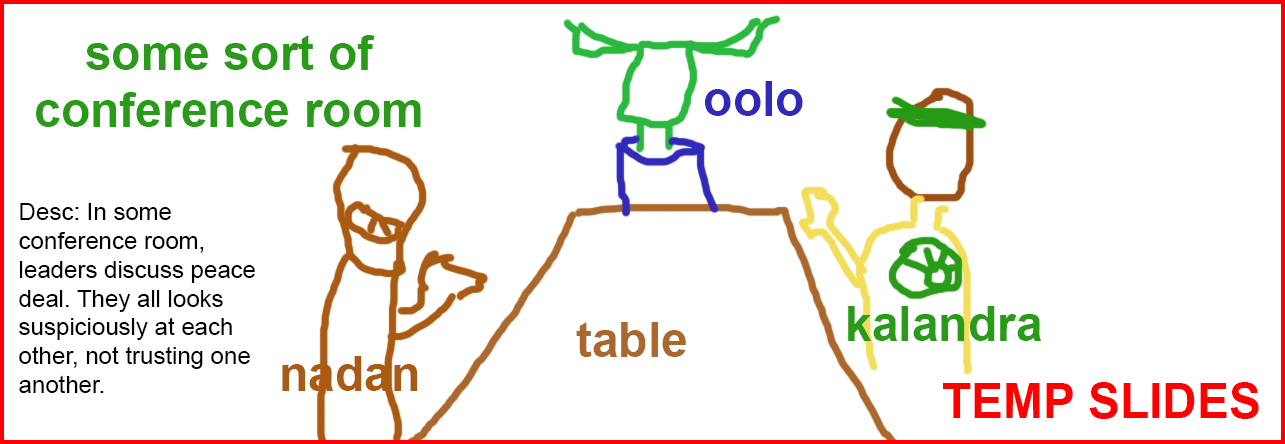 some sort of
conference room
oolo
Desc: In some
conference room,
leaders discuss peace
deal. They all looks
suspiciously at each
other, not trusting one
another.
nadan
table
kalandra
TEMP SLIDES